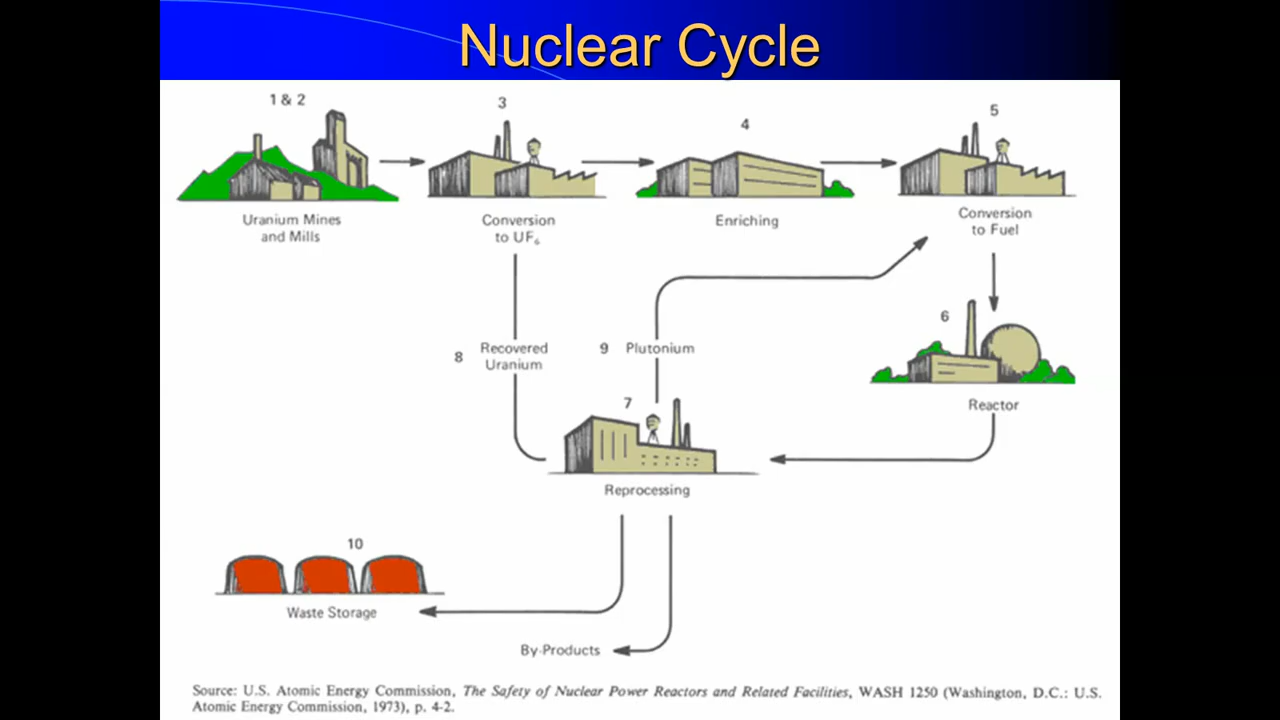 Nuclear Cycle
1 & 2
3
4
5
Uranium Mines
and Mills
Conversion
to UF₆
Enriching
Conversion
to Fuel
6
Reactor
8
Recovered
Uranium
9
Plutonium
7
Reprocessing
10
Waste Storage
By-Products
Source: U.S. Atomic Energy Commission, The Safety of Nuclear Power Reactors and Related Facilities, WASH 1250 (Washington, D.C.: U.S.
Atomic Energy Commission, 1973), p. 4-2.